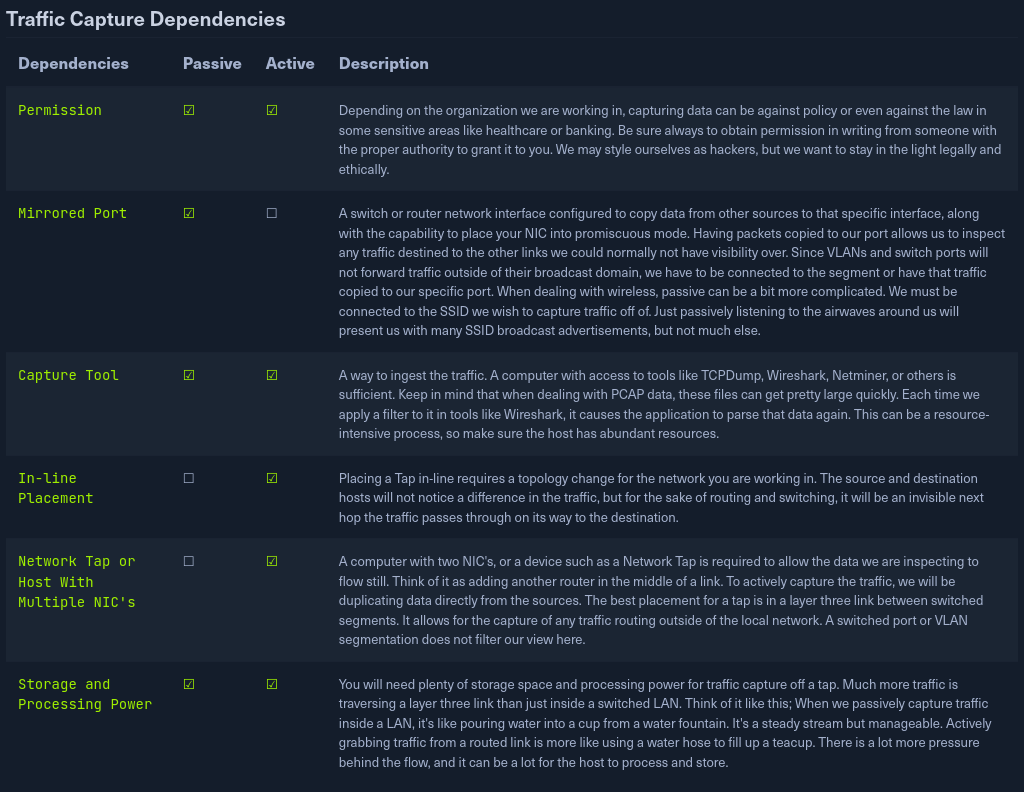 Traffic Capture Dependencies
Dependencies Passive Active Description
Permission ☑ ☑ Depending on the organization we are working in, capturing data can be against policy or even against the law in
some sensitive areas like healthcare or banking. Be sure always to obtain permission in writing from someone with
the proper authority to grant it to you. We may style ourselves as hackers, but we want to stay in the light legally and
ethically.
Mirrored Port ☑ ☐ A switch or router network interface configured to copy data from other sources to that specific interface, along
with the capability to place your NIC into promiscuous mode. Having packets copied to our port allows us to inspect
any traffic destined to the other links we could normally not have visibility over. Since VLANs and switch ports will
not forward traffic outside of their broadcast domain, we have to be connected to the segment or have that traffic
copied to our specific port. When dealing with wireless, passive can be a bit more complicated. We must be
connected to the SSID we wish to capture traffic off of. Just passively listening to the airwaves around us will
present us with many SSID broadcast advertisements, but not much else.
Capture Tool ☑ ☑ A way to ingest the traffic. A computer with access to tools like TCPDump, Wireshark, Netminer, or others is
sufficient. Keep in mind that when dealing with PCAP data, these files can get pretty large quickly. Each time we
apply a filter to it in tools like Wireshark, it causes the application to parse that data again. This can be a resource-
intensive process, so make sure the host has abundant resources.
In-line ☐ ☑ Placing a Tap in-line requires a topology change for the network you are working in. The source and destination
Placement hosts will not notice a difference in the traffic, but for the sake of routing and switching, it will be an invisible next
hop the traffic passes through on its way to the destination.
Network Tap or ☐ ☑ A computer with two NIC's, or a device such as a Network Tap is required to allow the data we are inspecting to
Host With flow still. Think of it as adding another router in the middle of a link. To actively capture the traffic, we will be
Multiple NIC's duplicating data directly from the sources. The best placement for a tap is in a layer three link between switched
segments. It allows for the capture of any traffic routing outside of the local network. A switched port or VLAN
segmentation does not filter our view here.
Storage and ☑ ☑ You will need plenty of storage space and processing power for traffic capture off a tap. Much more traffic is
Processing Power traversing a layer three link than just inside a switched LAN. Think of it like this; When we passively capture traffic
inside a LAN, it's like pouring water into a cup from a water fountain. It's a steady stream but manageable. Actively
grabbing traffic from a routed link is more like using a water hose to fill up a teacup. There is a lot more pressure
behind the flow, and it can be a lot for the host to process and store.